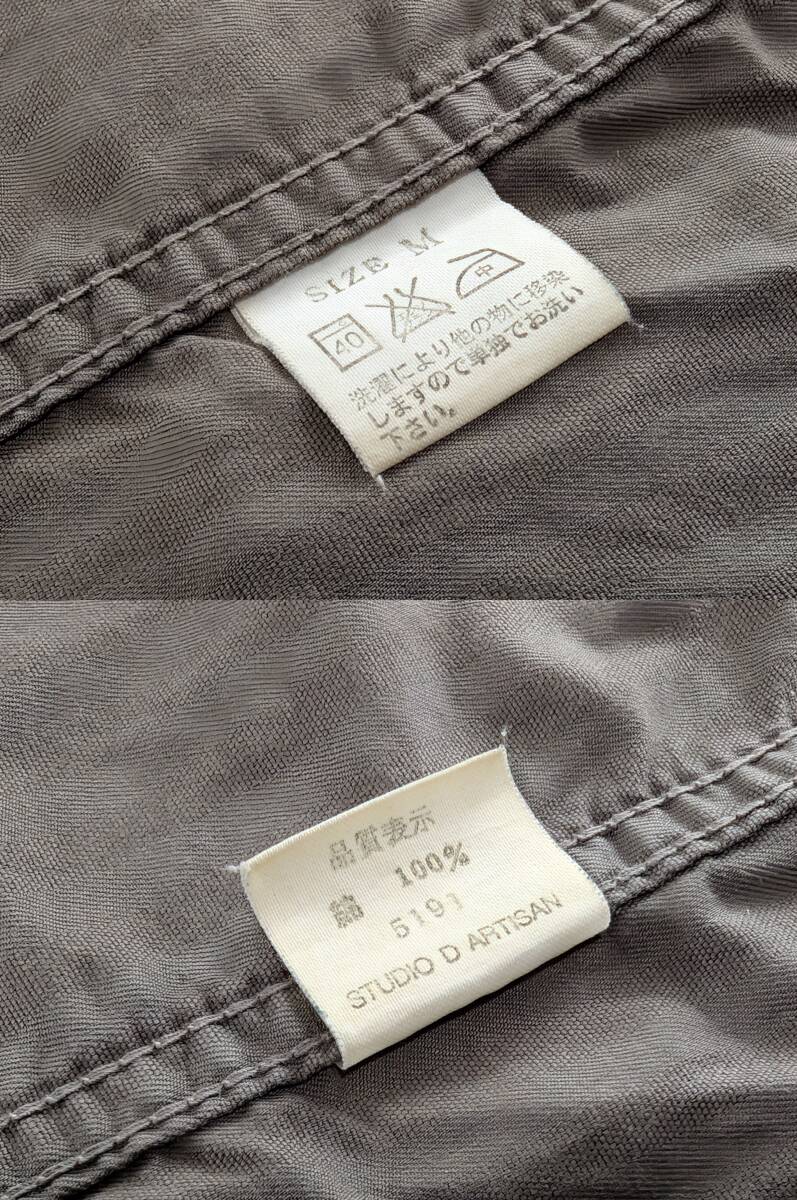 SIZE M
40 中
洗濯により他の物に移染
しますので単独でお洗い
下さい。
品質表示
綿 100%
5191
STUDIO D ARTISAN